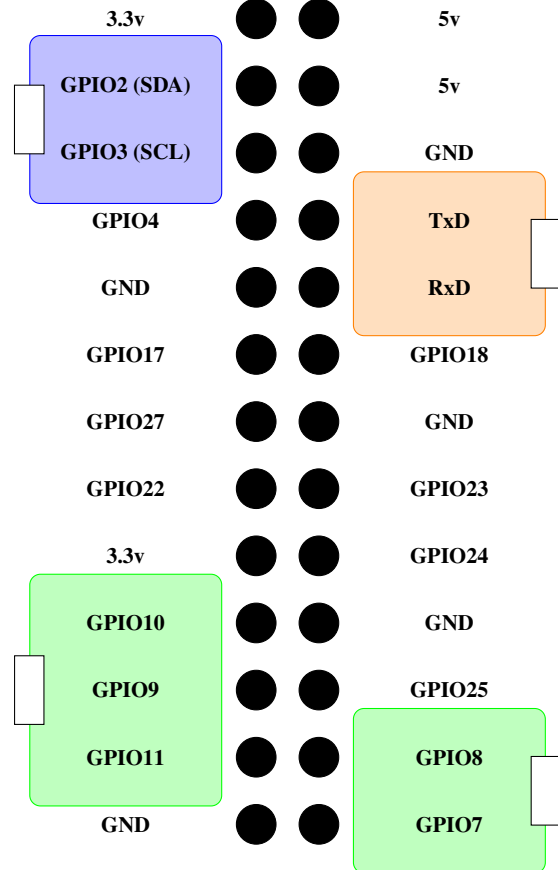 3.3v 5v
GPIO2 (SDA) 5v
GPIO3 (SCL) GND
GPIO4 TxD
GND RxD
GPIO17 GPIO18
GPIO27 GND
GPIO22 GPIO23
3.3v GPIO24
GPIO10 GND
GPIO9 GPIO25
GPIO11 GPIO8
GND GPIO7